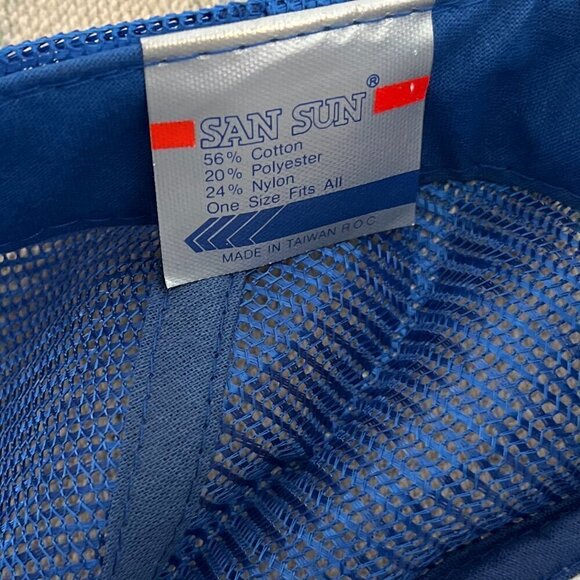 SAN SUN®
56% Cotton
20% Polyester
24% Nylon
One Size Fits All
MADE IN TAIWAN R O C